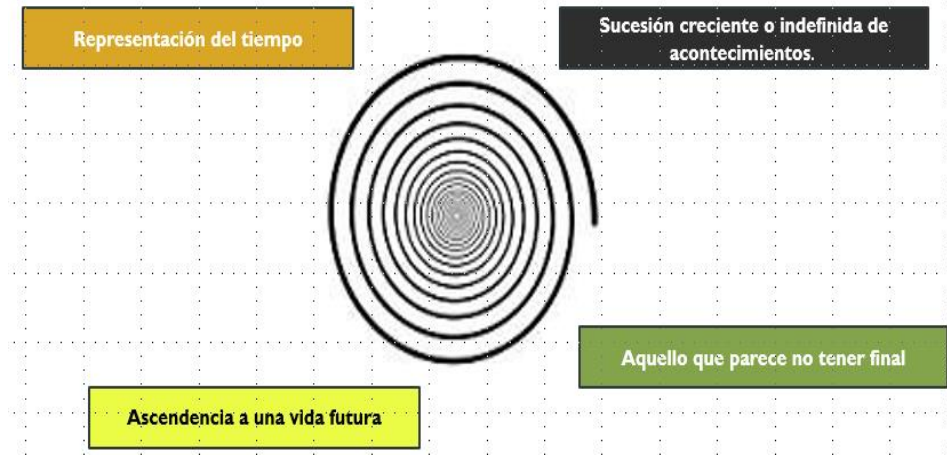 Representación del tiempo
Sucesión creciente o indefinida de
acontecimientos.
Aquello que parece no tener final
Ascendencia a una vida futura